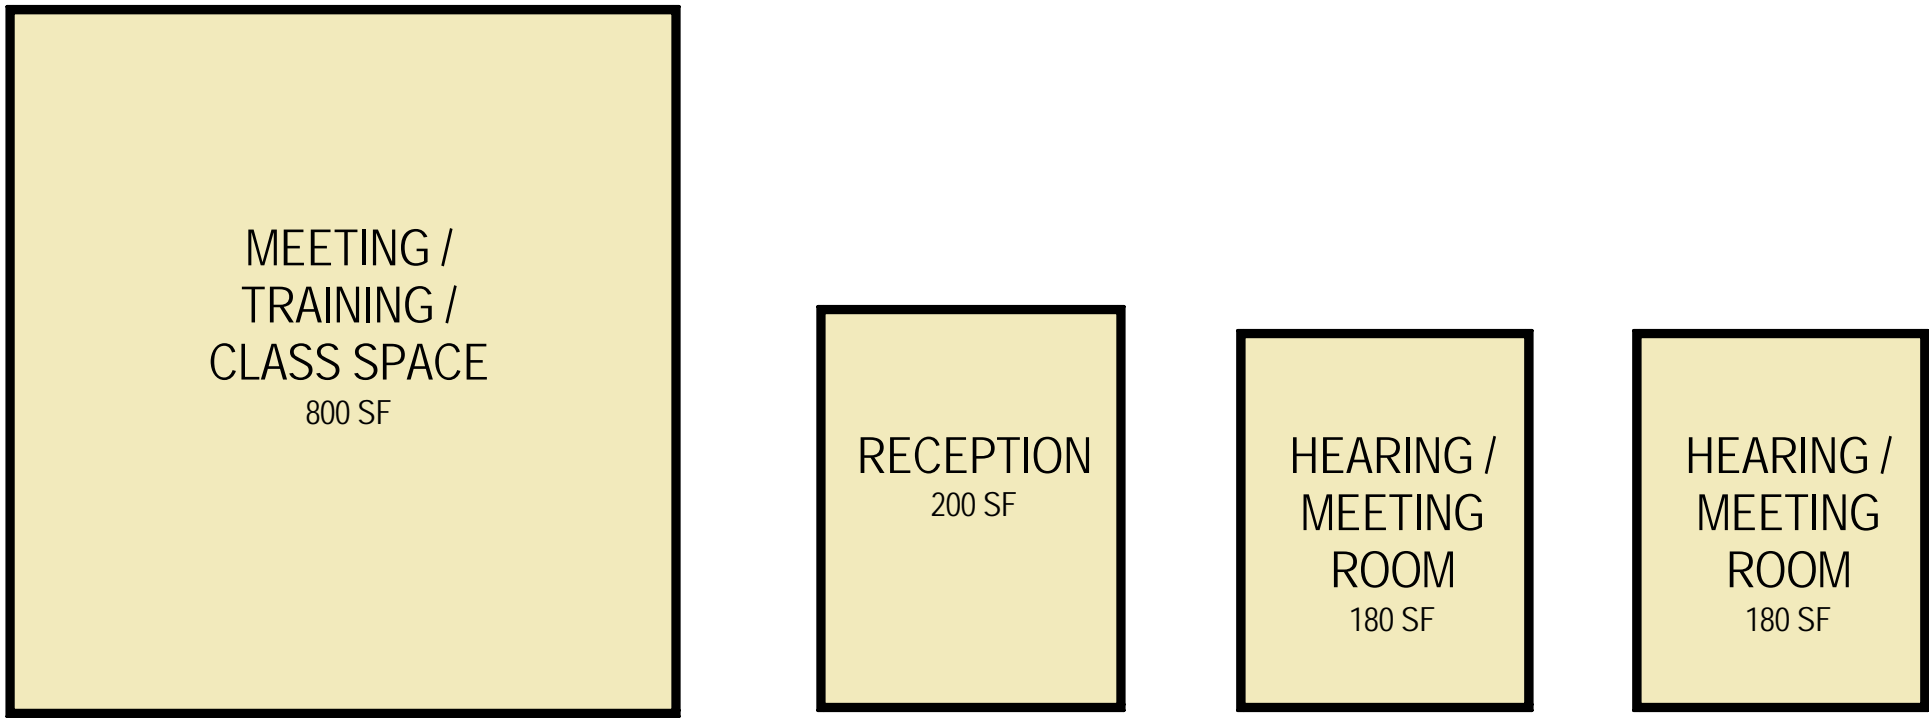 MEETING /
TRAINING /
CLASS SPACE
800 SF
RECEPTION
200 SF
HEARING /
MEETING
ROOM
180 SF
HEARING /
MEETING
ROOM
180 SF